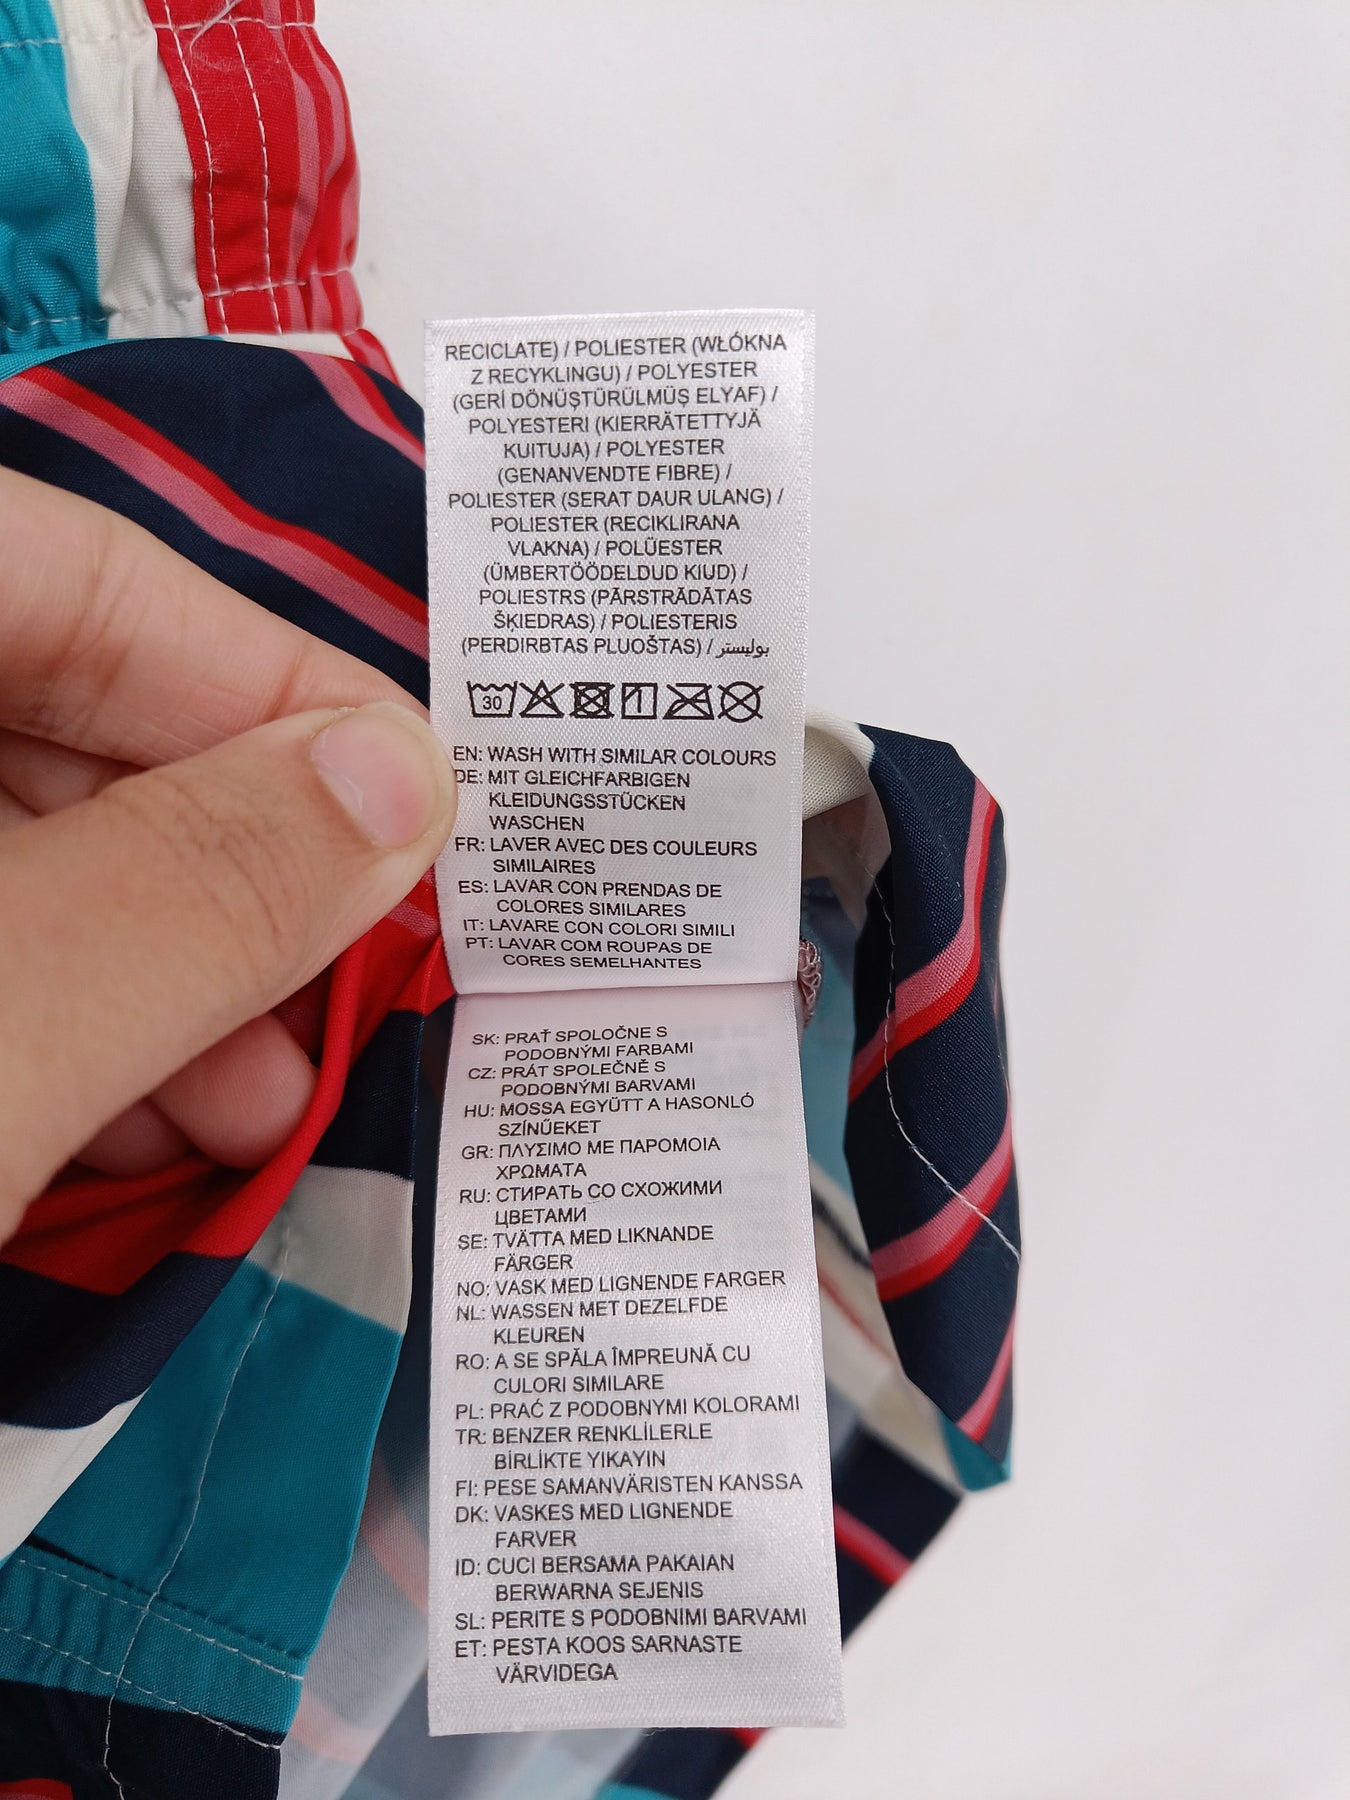 RECICLATE) / POLIESTER (WŁÓKNA
Z RECYKLINGU) / POLYESTER
(GERİ DÖNÜŞTÜRÜLMÜŞ ELYAF) /
POLYESTERI (KIERRÄTETTYJÄ
KUITUJA) / POLYESTER
(GENANVENDTE FIBRE) /
POLIESTER (SERAT DAUR ULANG) /
POLIESTER (RECIKLIRANA
VLAKNA) / POLÜESTER
(ÜMBERTÖÖDELDUD KIUD) /
POLIESTRS (PĀRSTRĀDĀTAS
ŠĶIEDRAS) / POLIESTERIS
(PERDIRBTAS PLUOŠTAS) / بوليستر
30
EN: WASH WITH SIMILAR COLOURS
DE: MIT GLEICHFARBIGEN
KLEIDUNGSSTÜCKEN
WASCHEN
FR: LAVER AVEC DES COULEURS
SIMILAIRES
ES: LAVAR CON PRENDAS DE
COLORES SIMILARES
IT: LAVARE CON COLORI SIMILI
PT: LAVAR COM ROUPAS DE
CORES SEMELHANTES
SK: PRAŤ SPOLOČNE S
PODOBNÝMI FARBAMI
CZ: PRÁT SPOLEČNĚ S
PODOBNÝMI BARVAMI
HU: MOSSA EGYÜTT A HASONLÓ
SZÍNŰEKET
GR: ΠΛΥΣΙΜΟ ΜΕ ΠΑΡΟΜΟΙΑ
ΧΡΩΜΑΤΑ
RU: СТИРАТЬ СО СХОЖИМИ
ЦВЕТАМИ
SE: TVÄTTA MED LIKNANDE
FÄRGER
NO: VASK MED LIGNENDE FARGER
NL: WASSEN MET DEZELFDE
KLEUREN
RO: A SE SPĂLA ÎMPREUNĂ CU
CULORI SIMILARE
PL: PRAĆ Z PODOBNYMI KOLORAMI
TR: BENZER RENKLİLERLE
BİRLİKTE YIKAYIN
FI: PESE SAMANVÄRISTEN KANSSA
DK: VASKES MED LIGNENDE
FARVER
ID: CUCI BERSAMA PAKAIAN
BERWARNA SEJENIS
SL: PERITE S PODOBNIMI BARVAMI
ET: PESTA KOOS SARNASTE
VÄRVIDEGA